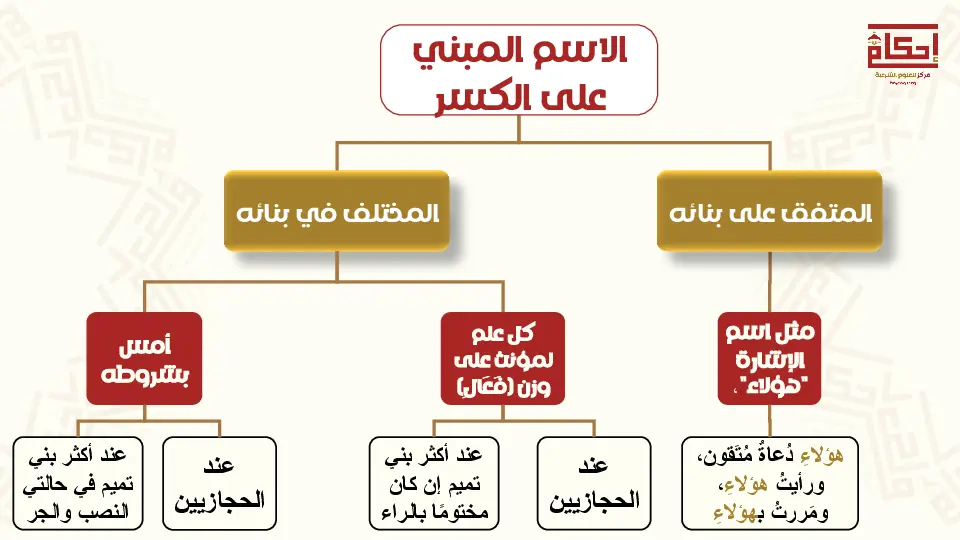 إحكام
مركز للعلوم الشرعية
الاسم المبني
على الكسر
المتفق على بنائه
المختلف في بنائه
مثل اسم
الإشارة
"هؤلاء"،
كل علم
لمؤنث على
وزن (فَعَالِ)
أمس
بشروطه
هؤلاءِ دُعاةٌ مُتَقون،
ورأيتُ هؤلاءِ،
ومَررتُ بهؤلاءِ
عند
الحجازيين
عند أكثر بني
تميم إن كان
مختومًا بالراء
عند
الحجازيين
عند أكثر بني
تميم في حالتي
النصب والجر